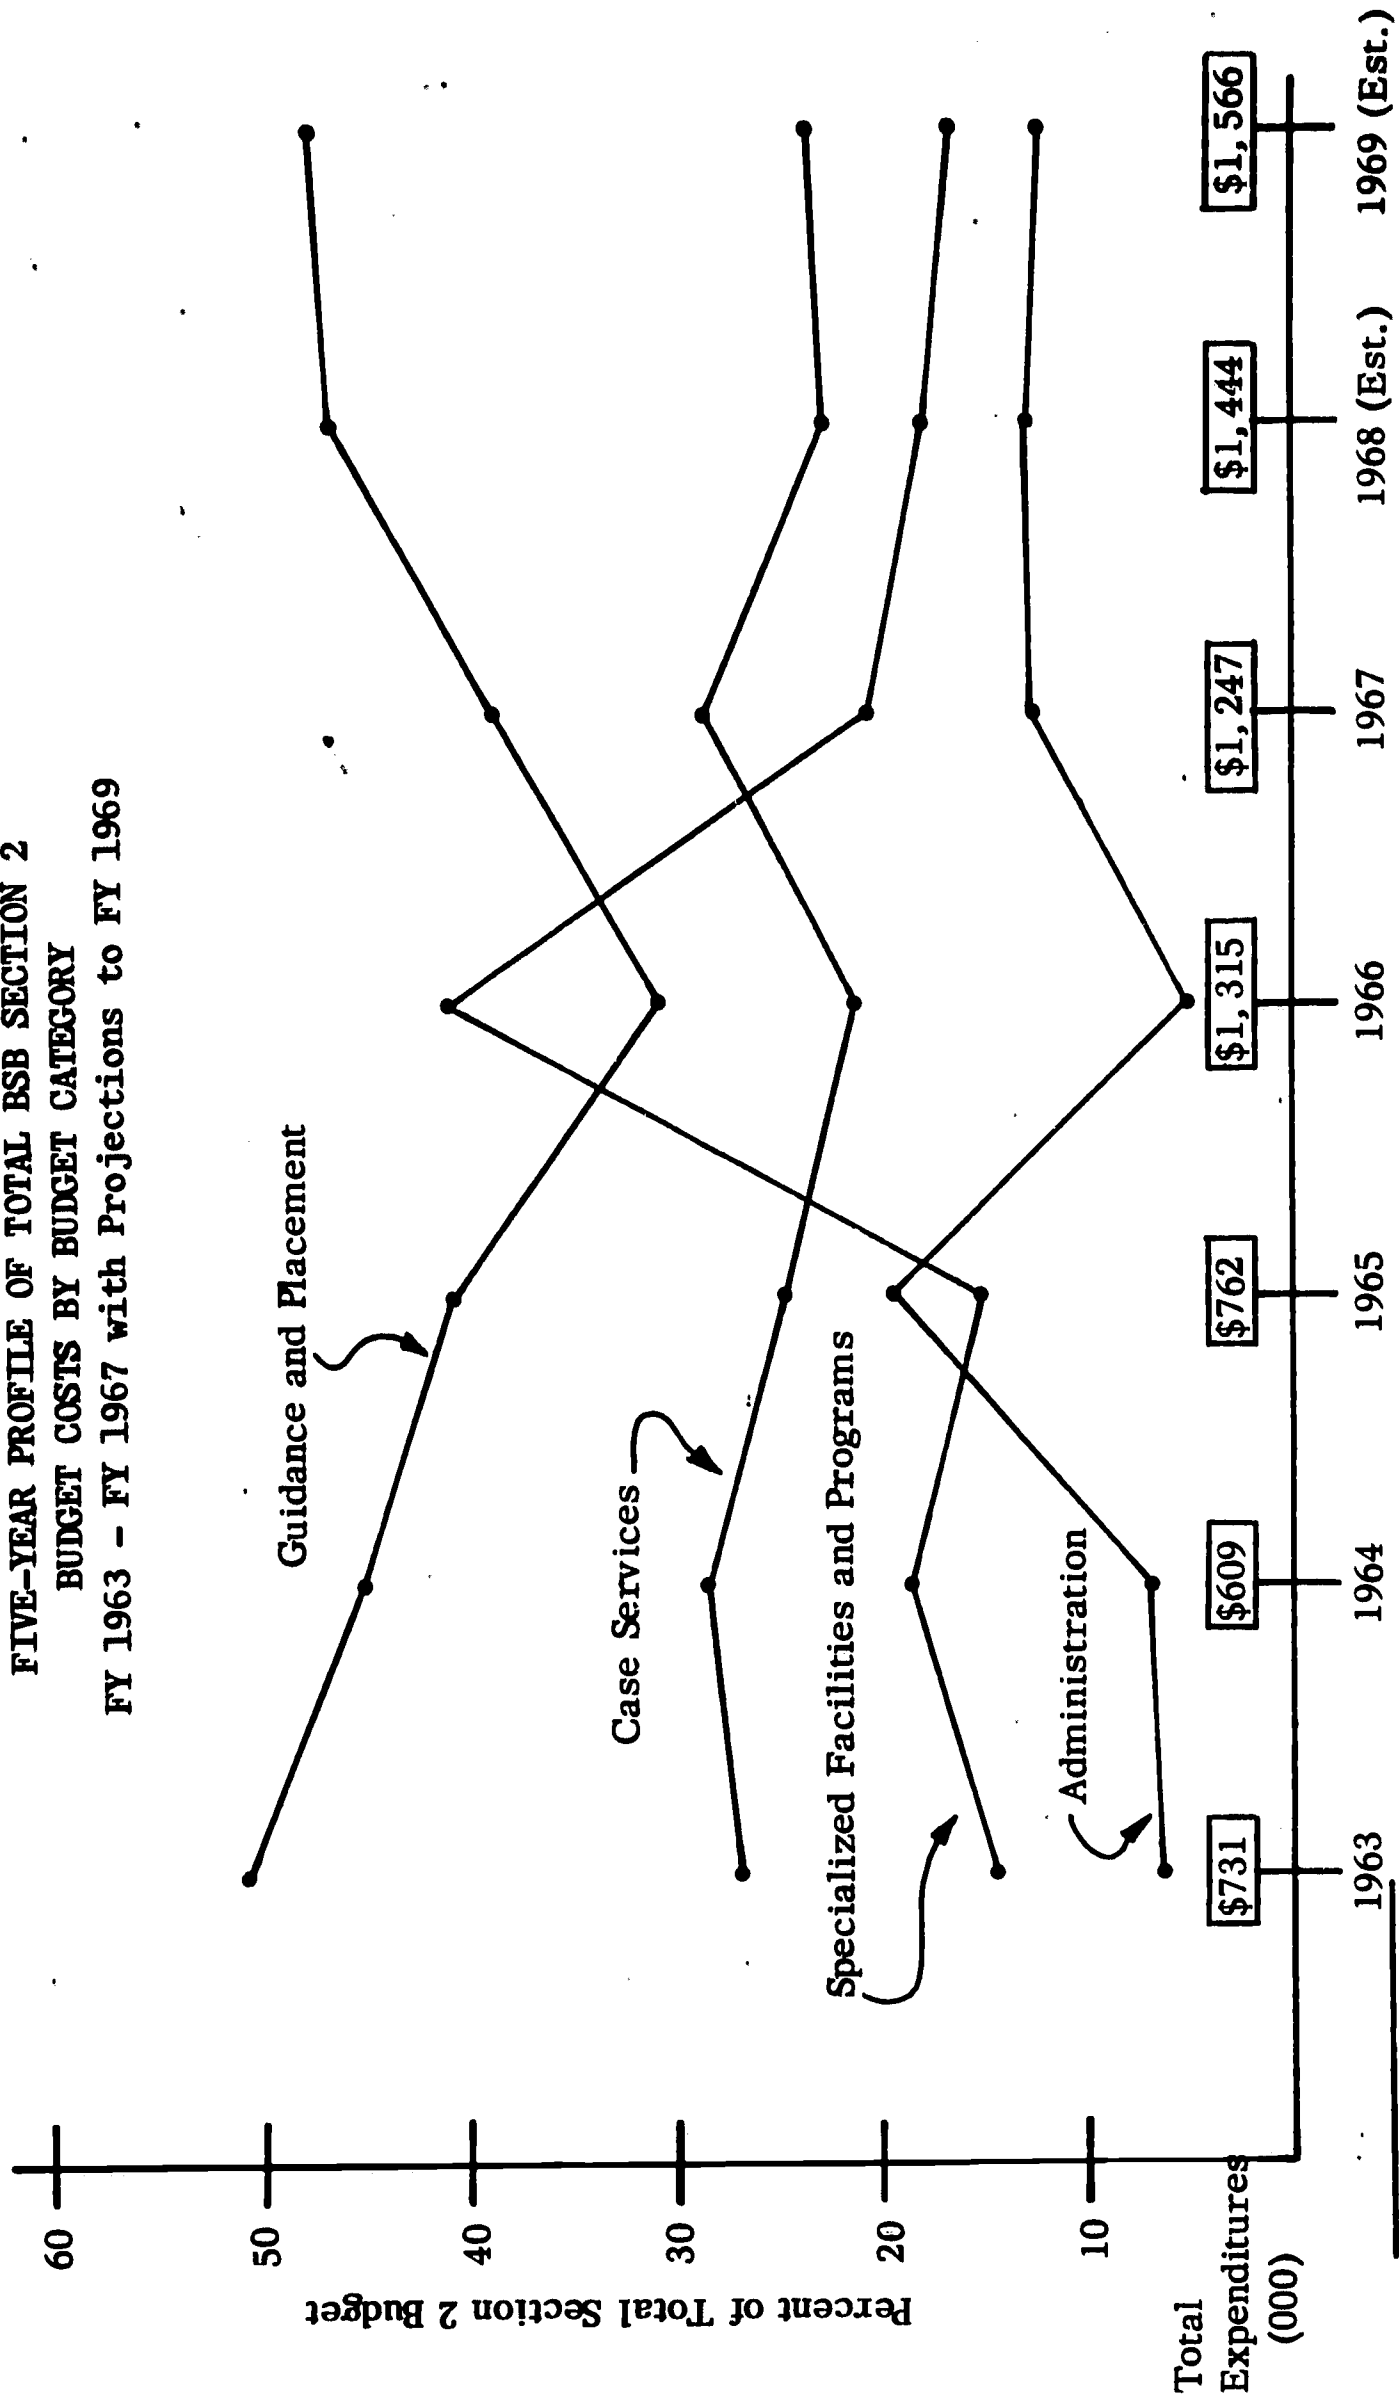 FIVE-YEAR PROFILE OF TOTAL BSB SECTION 2
BUDGET COSTS BY BUDGET CATEGORY
FY 1963 - FY 1967 with Projections to FY 1969
60
50
40
30
20
10
Percent of Total Section 2 Budget
Guidance and Placement
Case Services
Specialized Facilities and Programs
Administration
Total
Expenditures
(000)
$731
$609
$762
$1,315
$1,247
$1,444
$1,566
1963
1964
1965
1966
1967
1968 (Est.)
1969 (Est.)